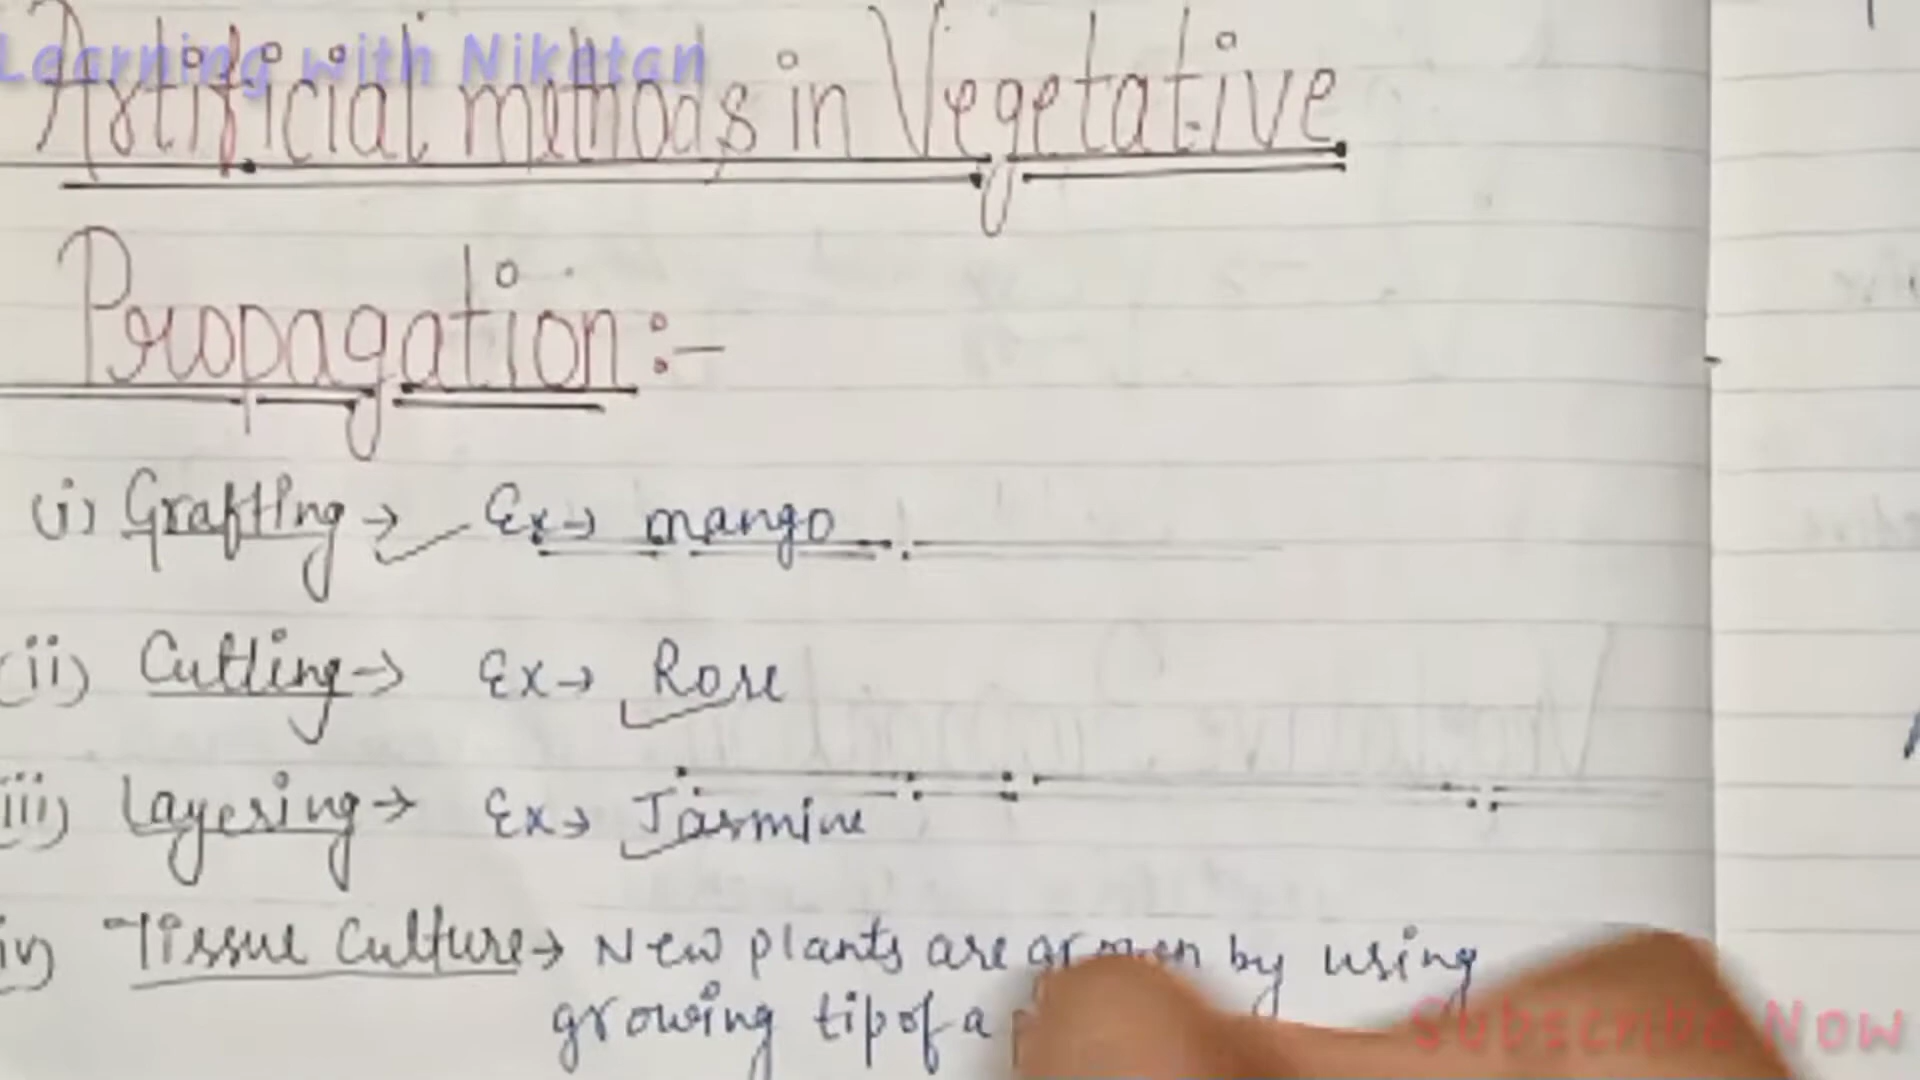 Learning with Niketan
Artificial methods in Vegetative
Propagation:-
(i) Grafting → Ex → mango
(ii) Cutting → Ex → Rose
(iii) Layering → Ex → Jasmine
iv) Tissue Culture → New plants are grown by using
growing tip of a
Subscribe Now